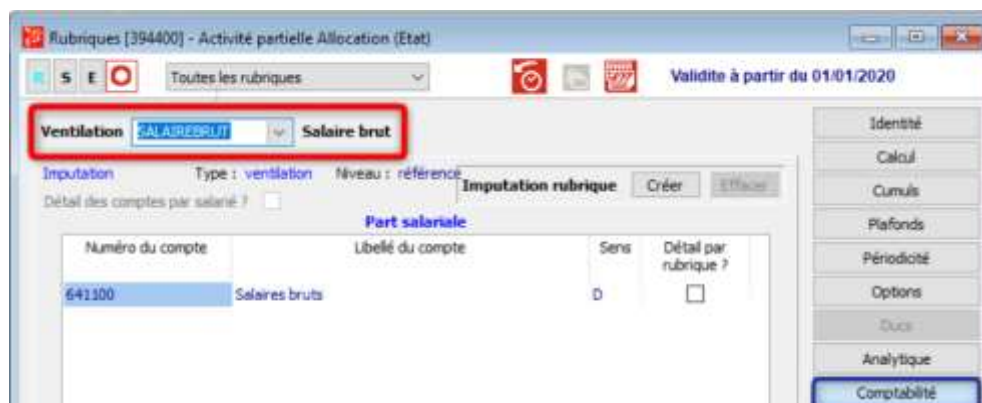 Rubriques [394400] - Activité partielle Allocation (Etat)
R S E O Toutes les rubriques Validite à partir du 01/01/2020
Ventilation SALAIREBRUT Salaire brut
Identité
Calcul
Imputation Type : ventilation Niveau : référence Imputation rubrique Créer Effacer
Cumuls
Détail des comptes par salarié ?
Part salariale
Plafonds
Numéro du compte Libellé du compte Sens Détail par rubrique ?
Périodicité
641100 Salaires bruts D
Options
Ducs
Analytique
Comptabilité